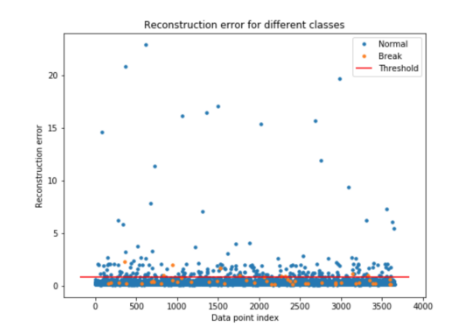 Reconstruction error for different classes
Normal
Break
Threshold
Reconstruction error
20
15
10
5
0
0 500 1000 1500 2000 2500 3000 3500 4000
Data point index